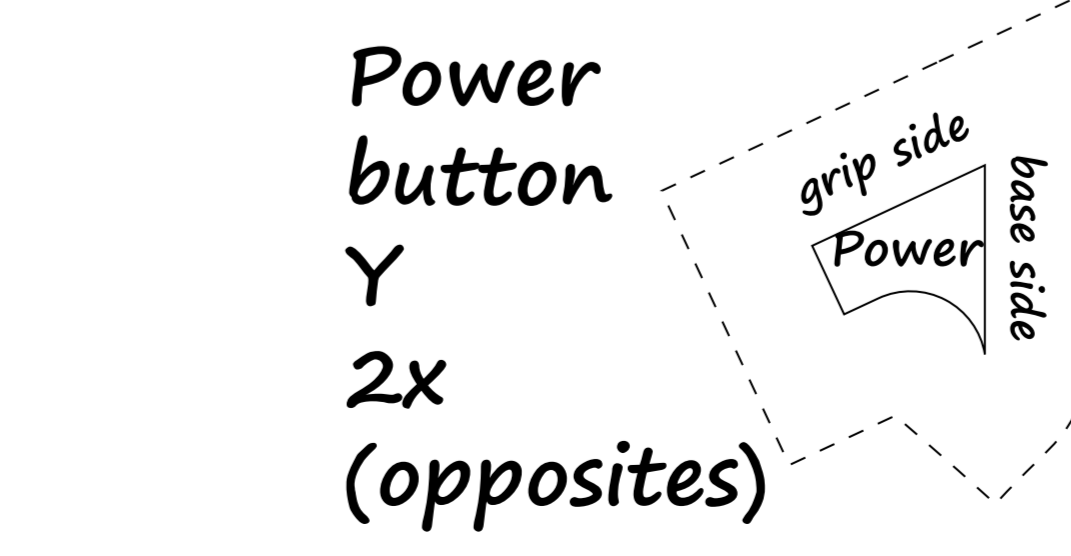 Power
button
Y
2x
(opposites)
grip side
Power
base side